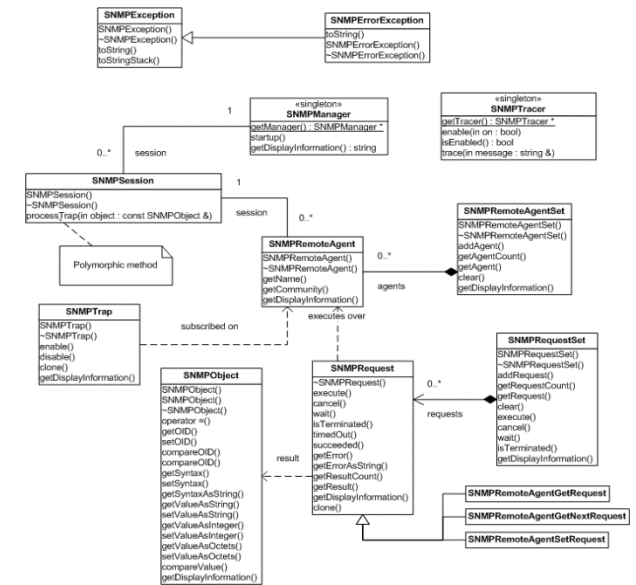 SNMPException
SNMPException()
~SNMPException()
toString()
toStringStack()
SNMPErrorException
toString()
SNMPErrorException()
~SNMPErrorException()
«singleton»
SNMPManager
getManager() : SNMPManager *
startup()
getDisplayInformation() : string
«singleton»
SNMPTracer
getTracer() : SNMPTracer *
enable(in on : bool)
isEnabled() : bool
trace(in message : string &)
1
0..*
session
SNMPSession
SNMPSession()
~SNMPSession()
processTrap(in object : const SNMPObject &)
1
session
0..*
Polymorphic method
SNMPRemoteAgent
SNMPRemoteAgent()
~SNMPRemoteAgent()
getName()
getCommunity()
getDisplayInformation()
0..*
agents
SNMPRemoteAgentSet
SNMPRemoteAgentSet()
~SNMPRemoteAgentSet()
addAgent()
getAgentCount()
getAgent()
clear()
getDisplayInformation()
SNMPTrap
SNMPTrap()
~SNMPTrap()
enable()
disable()
clone()
getDisplayInformation()
subscribed on
executes over
SNMPObject
SNMPObject()
SNMPObject()
~SNMPObject()
operator =()
getOID()
setOID()
compareOID()
compareOID()
getSyntax()
setSyntax()
getSyntaxAsString()
getValueAsString()
setValueAsString()
getValueAsInteger()
setValueAsInteger()
getValueAsOctets()
setValueAsOctets()
compareValue()
getDisplayInformation()
result
SNMPRequest
~SNMPRequest()
execute()
cancel()
wait()
isTerminated()
timedOut()
succeeded()
getError()
getErrorAsString()
getResultCount()
getResult()
getDisplayInformation()
clone()
0..*
requests
SNMPRequestSet
SNMPRequestSet()
~SNMPRequestSet()
addRequest()
getRequestCount()
getRequest()
clear()
execute()
cancel()
wait()
isTerminated()
getDisplayInformation()
SNMPRemoteAgentGetRequest
SNMPRemoteAgentGetNextRequest
SNMPRemoteAgentSetRequest